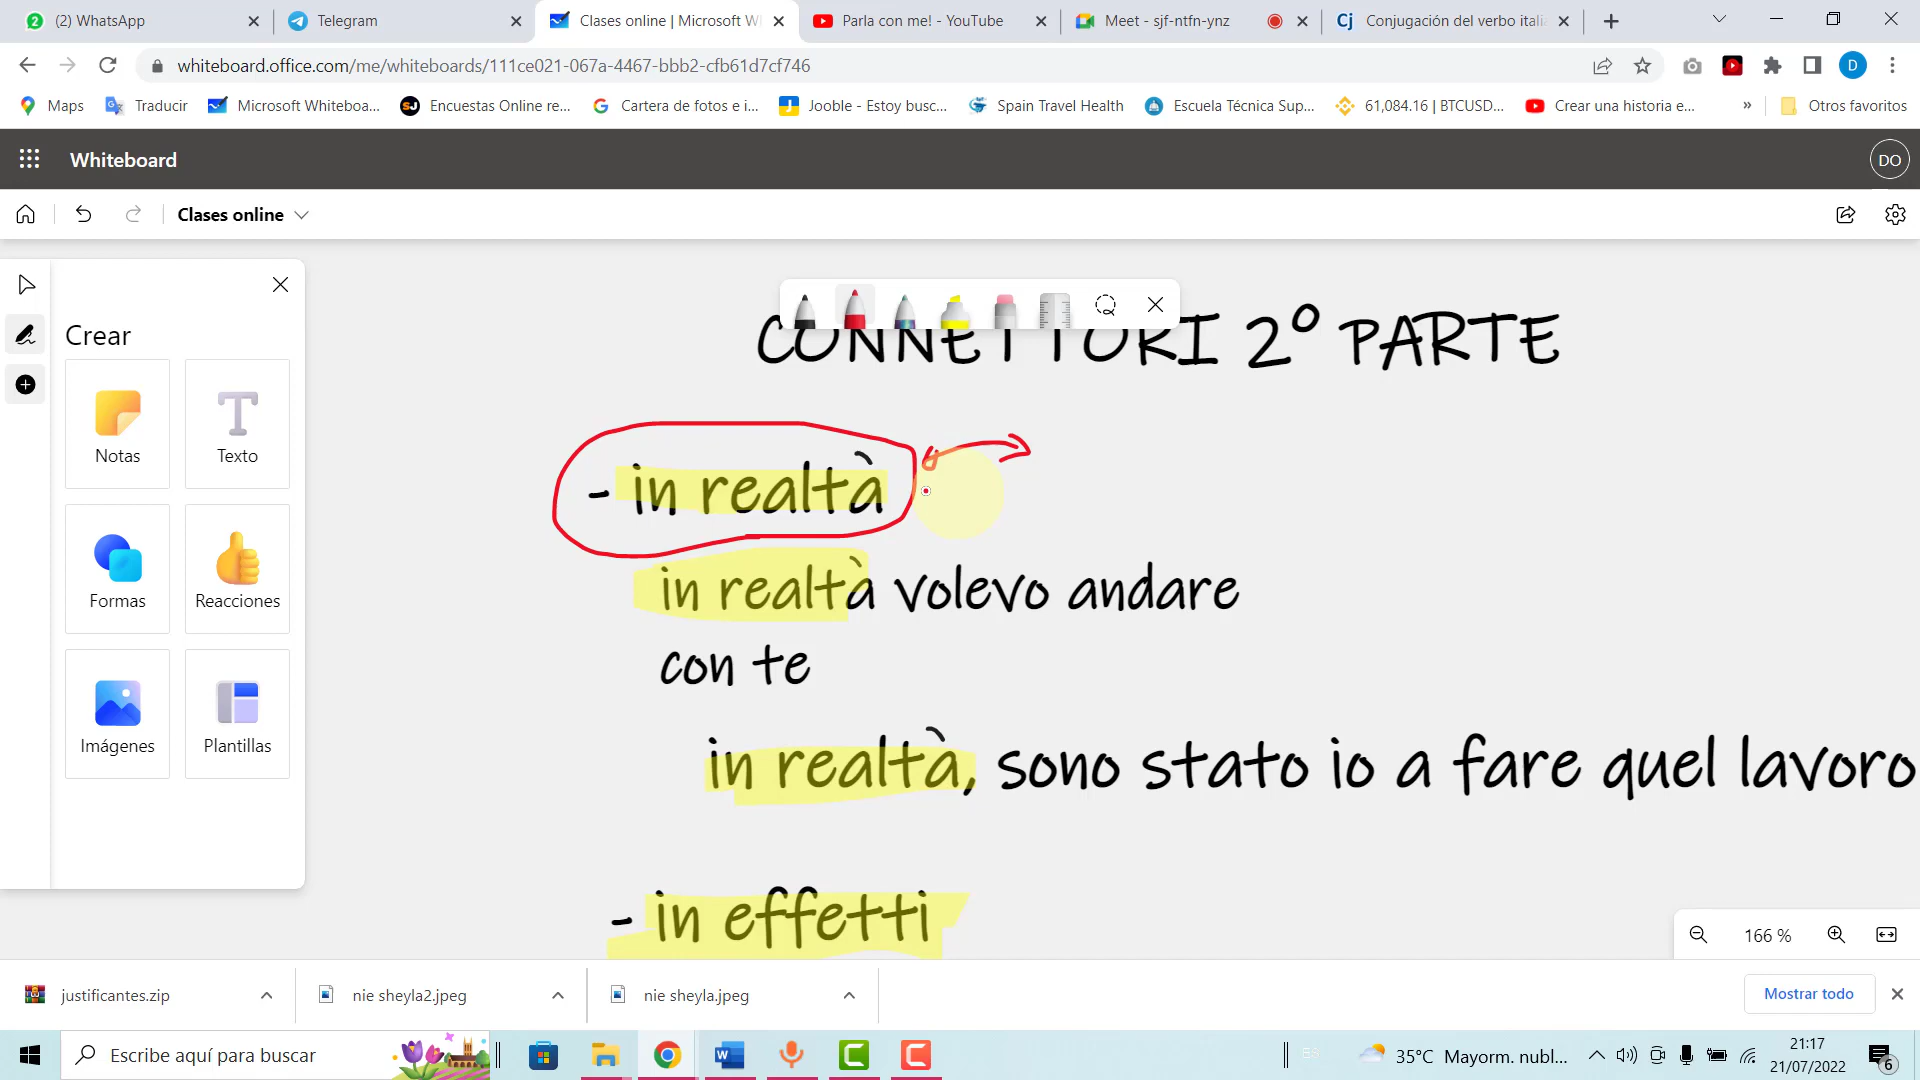 (2) WhatsApp
Telegram
Clases online | Microsoft W
Parla con me! - YouTube
Meet - sjf-ntfn-ynz
Conjugación del verbo itali
whiteboard.office.com/me/whiteboards/111ce021-067a-4467-bbb2-cfb61d7cf746
D
Maps
Traducir
Microsoft Whiteboa...
Encuestas Online re...
Cartera de fotos e i...
Jooble - Estoy busc...
Spain Travel Health
Escuela Técnica Sup...
61,084.16 | BTCUSD...
Crear una historia e...
»
Otros favoritos
Whiteboard
DO
Clases online
Crear
Notas
Texto
Formas
Reacciones
Imágenes
Plantillas
CONNETTORI 2º PARTE
- in realtà
in realtà volevo andare
con te
in realtà, sono stato io a fare quel lavoro
- in effetti
166 %
justificantes.zip
nie sheyla2.jpeg
nie sheyla.jpeg
Mostrar todo
Escribe aquí para buscar
35°C Mayorm. nubl...
21:17
21/07/2022
6